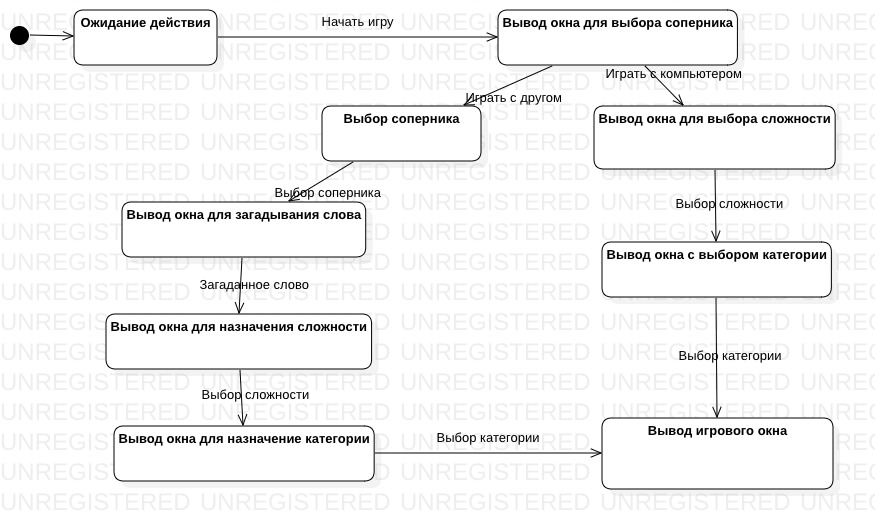 Ожидание действия
Начать игру
Вывод окна для выбора соперника
Играть с другом
Играть с компьютером
Выбор соперника
Вывод окна для выбора сложности
Выбор соперника
Выбор сложности
Вывод окна для загадывания слова
Вывод окна с выбором категории
Загаданное слово
Вывод окна для назначения сложности
Выбор категории
Выбор сложности
Вывод окна для назначение категории
Выбор категории
Вывод игрового окна
UNREGISTERED